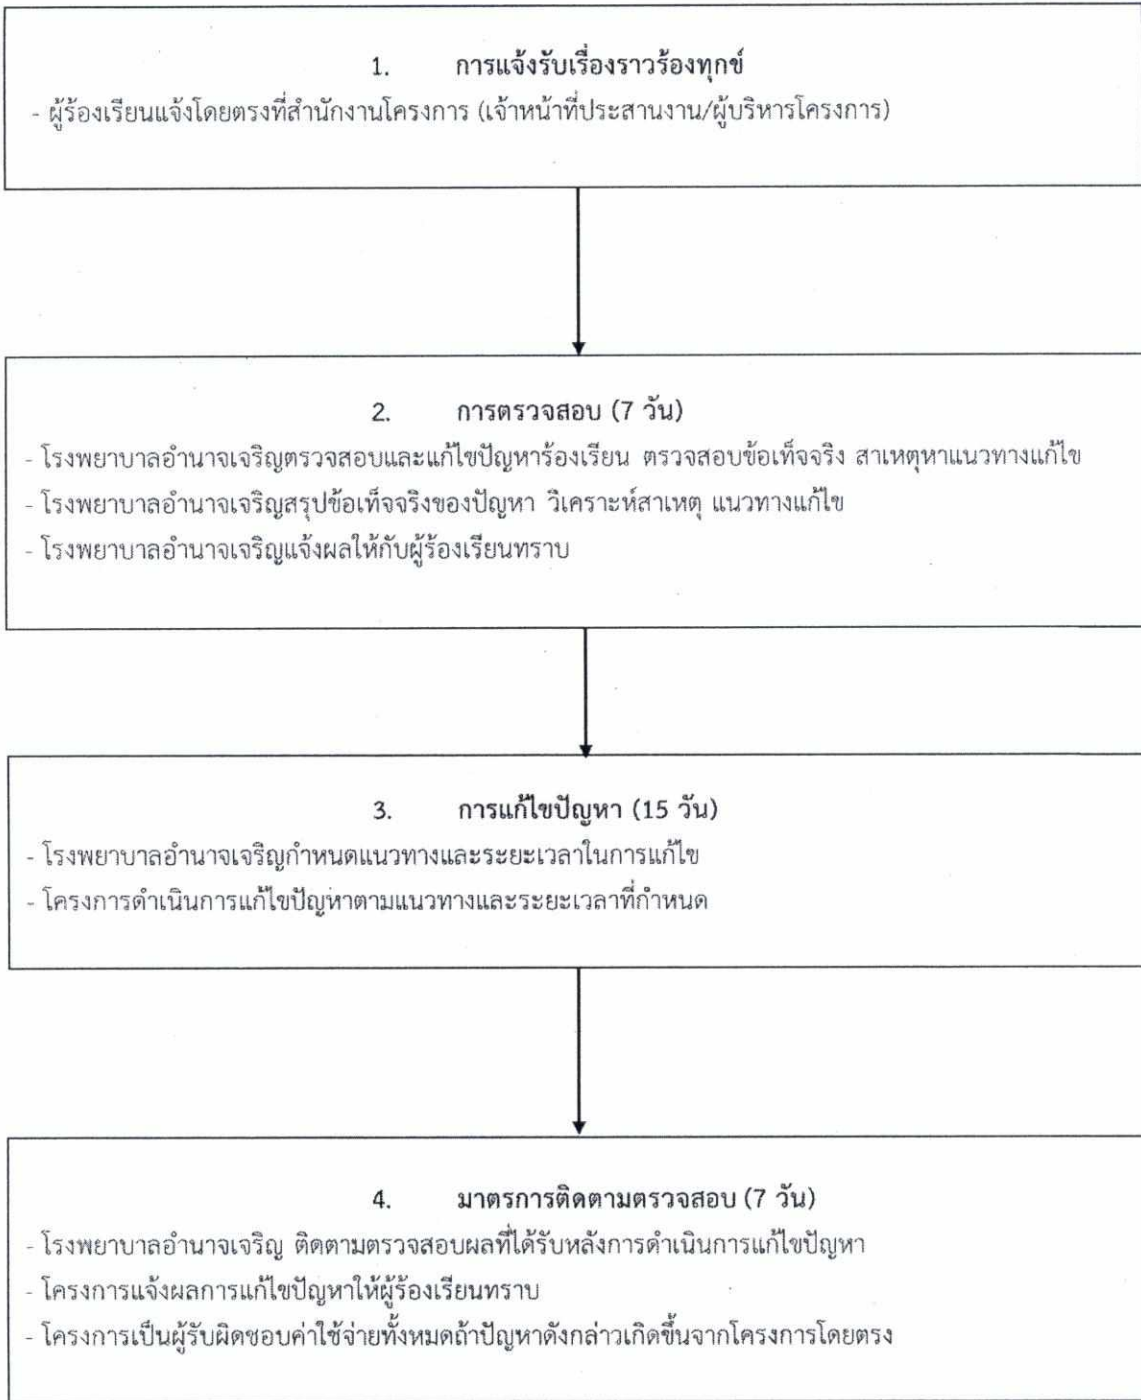 1. การแจ้งรับเรื่องราวร้องทุกข์
- ผู้ร้องเรียนแจ้งโดยตรงที่สำนักงานโครงการ (เจ้าหน้าที่ประสานงาน/ผู้บริหารโครงการ)
2. การตรวจสอบ (7 วัน)
- โรงพยาบาลอำนาจเจริญตรวจสอบและแก้ไขปัญหาร้องเรียน ตรวจสอบข้อเท็จจริง สาเหตุหาแนวทางแก้ไข
- โรงพยาบาลอำนาจเจริญสรุปข้อเท็จจริงของปัญหา วิเคราะห์สาเหตุ แนวทางแก้ไข
- โรงพยาบาลอำนาจเจริญแจ้งผลให้กับผู้ร้องเรียนทราบ
3. การแก้ไขปัญหา (15 วัน)
- โรงพยาบาลอำนาจเจริญกำหนดแนวทางและระยะเวลาในการแก้ไข
- โครงการดำเนินการแก้ไขปัญหาตามแนวทางและระยะเวลาที่กำหนด
4. มาตรการติดตามตรวจสอบ (7 วัน)
- โรงพยาบาลอำนาจเจริญ ติดตามตรวจสอบผลที่ได้รับหลังการดำเนินการแก้ไขปัญหา
- โครงการแจ้งผลการแก้ไขปัญหาให้ผู้ร้องเรียนทราบ
- โครงการเป็นผู้รับผิดชอบค่าใช้จ่ายทั้งหมดถ้าปัญหาดังกล่าวเกิดขึ้นจากโครงการโดยตรง